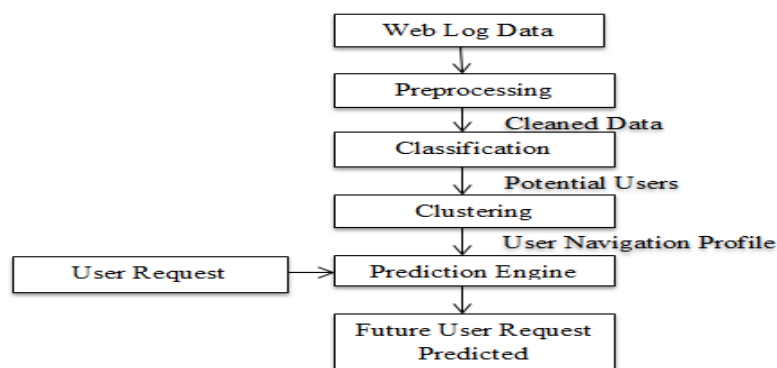 Web Log Data
Preprocessing
Cleaned Data
Classification
Potential Users
Clustering
User Navigation Profile
User Request
Prediction Engine
Future User Request
Predicted